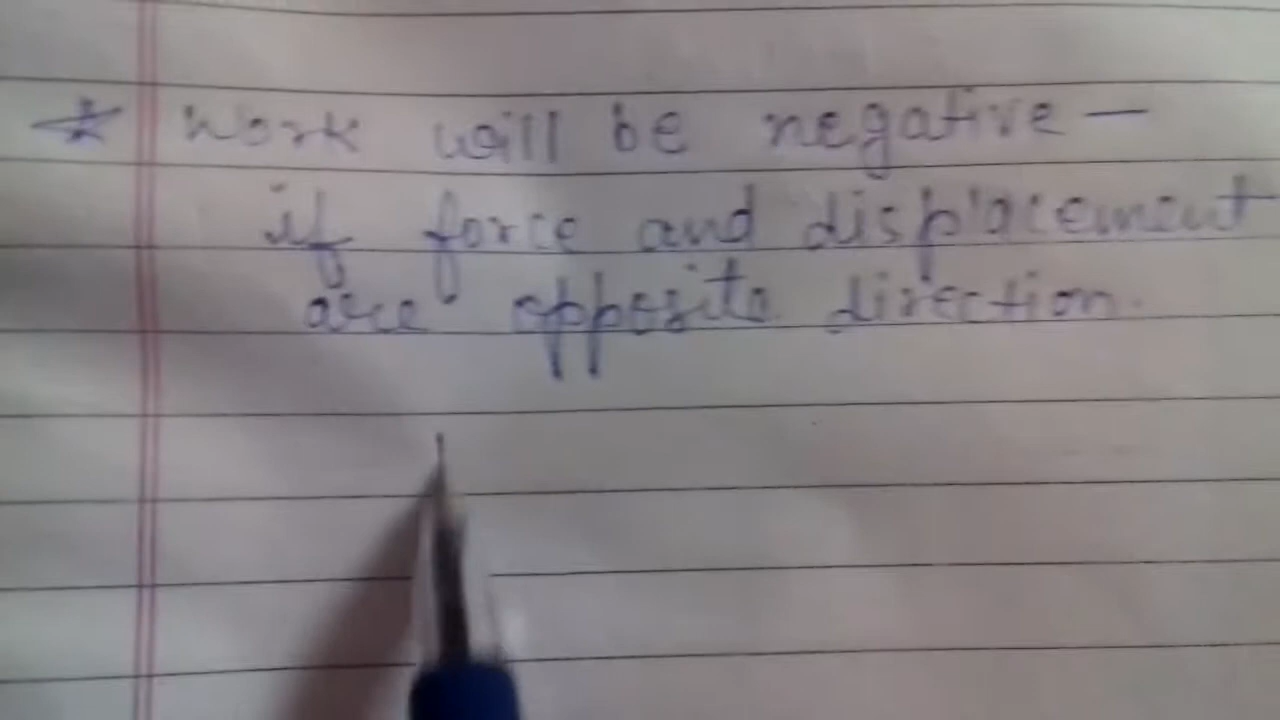 * Work will be negative —
if force and displacement
are opposite direction.